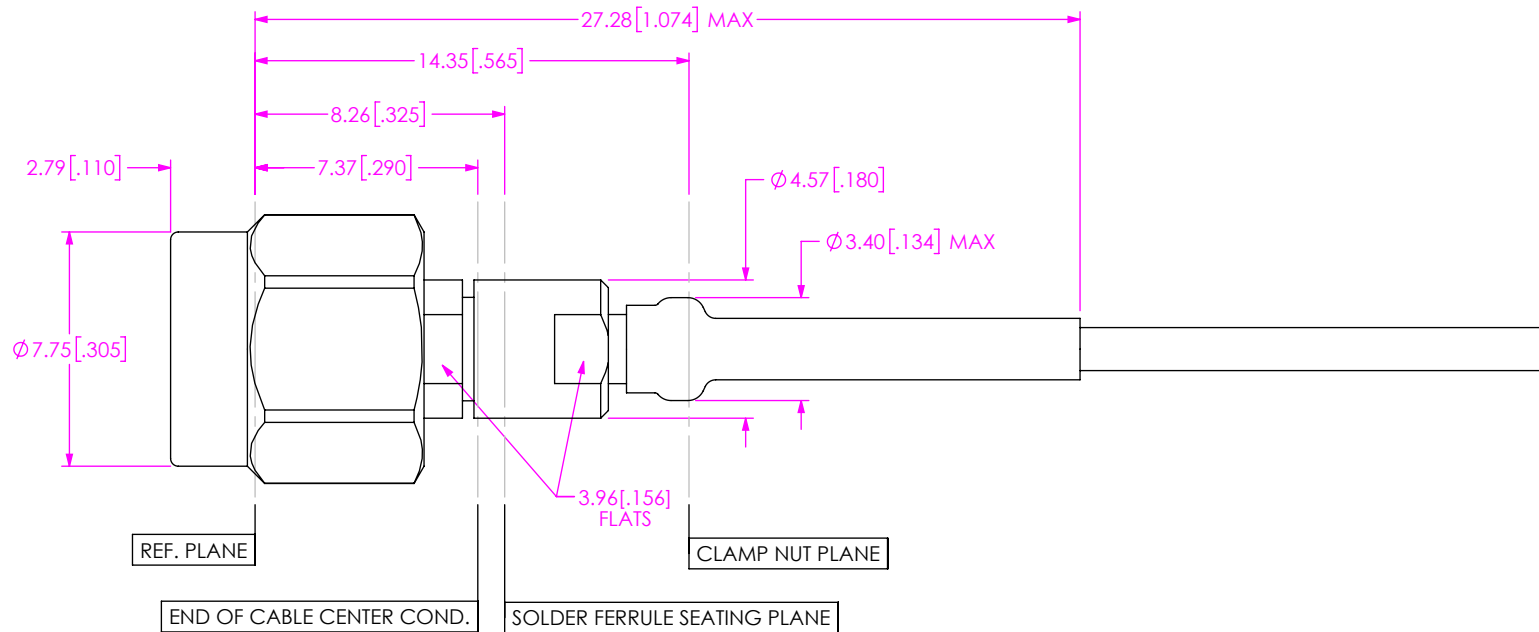 27.28[1.074] MAX
14.35[.565]
8.26[.325]
2.79[.110]
7.37[.290]
Ø4.57[.180]
Ø3.40[.134] MAX
Ø7.75[.305]
3.96[.156]
FLATS
REF. PLANE
CLAMP NUT PLANE
END OF CABLE CENTER COND.
SOLDER FERRULE SEATING PLANE